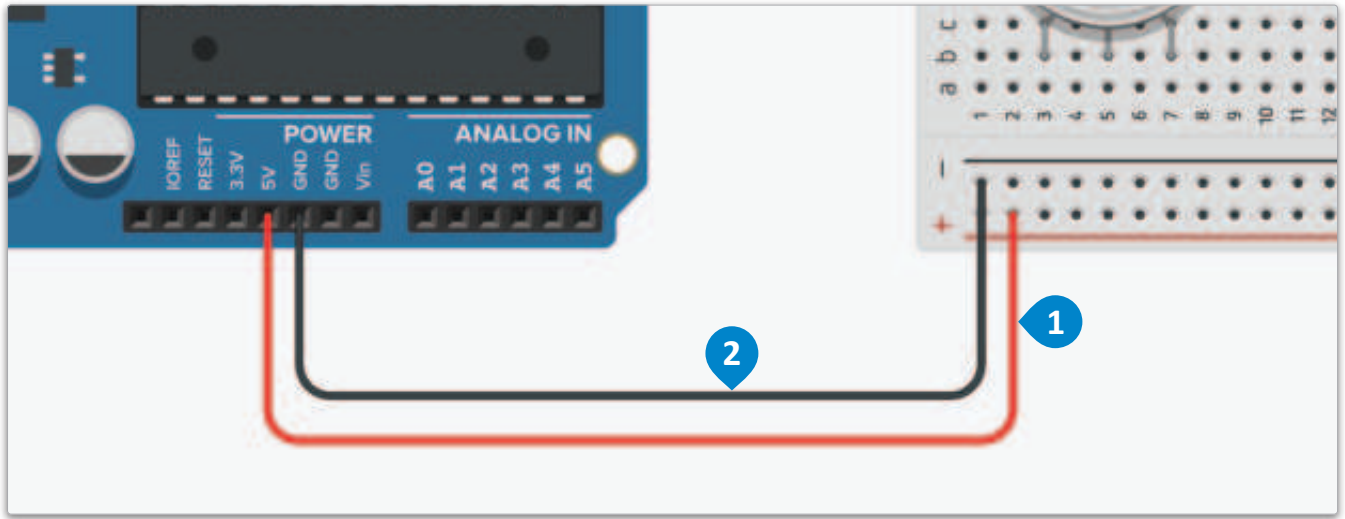 POWER
ANALOG IN
IOREF
RESET
3.3V
5V
GND
GND
Vin
A0
A1
A2
A3
A4
A5
c
b
a
1 2 3 4 5 6 7 8 9 10 11 12
−
+
1
2